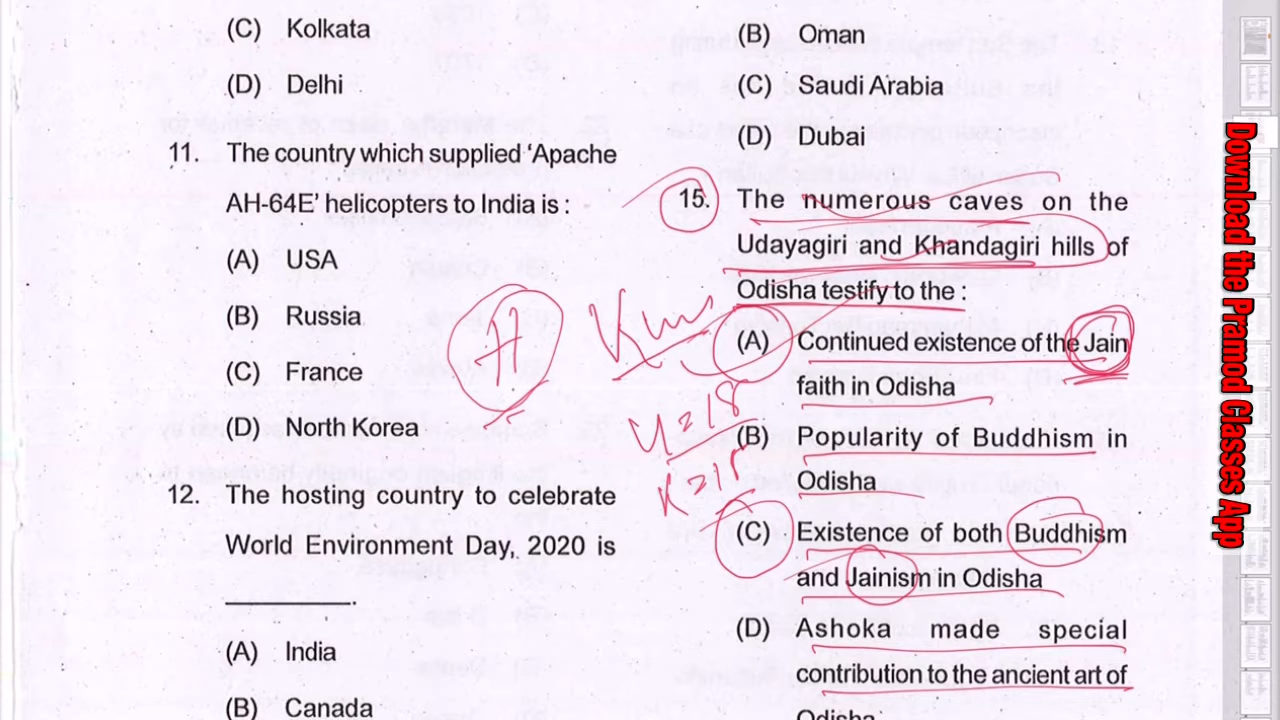 (C) Kolkata
(D) Delhi
11. The country which supplied ‘Apache
AH-64E’ helicopters to India is :
(A) USA
(B) Russia
(C) France
(D) North Korea
12. The hosting country to celebrate
World Environment Day, 2020 is
(A) India
(B) Canada
(B) Oman
(C) Saudi Arabia
(D) Dubai
15. The numerous caves on the
Udayagiri and Khandagiri hills of
Odisha testify to the :
(A) Continued existence of the Jain
faith in Odisha
(B) Popularity of Buddhism in
Odisha
(C) Existence of both Buddhism
and Jainism in Odisha
(D) Ashoka made special
contribution to the ancient art of
Odisha
Download the Pramod Classes App